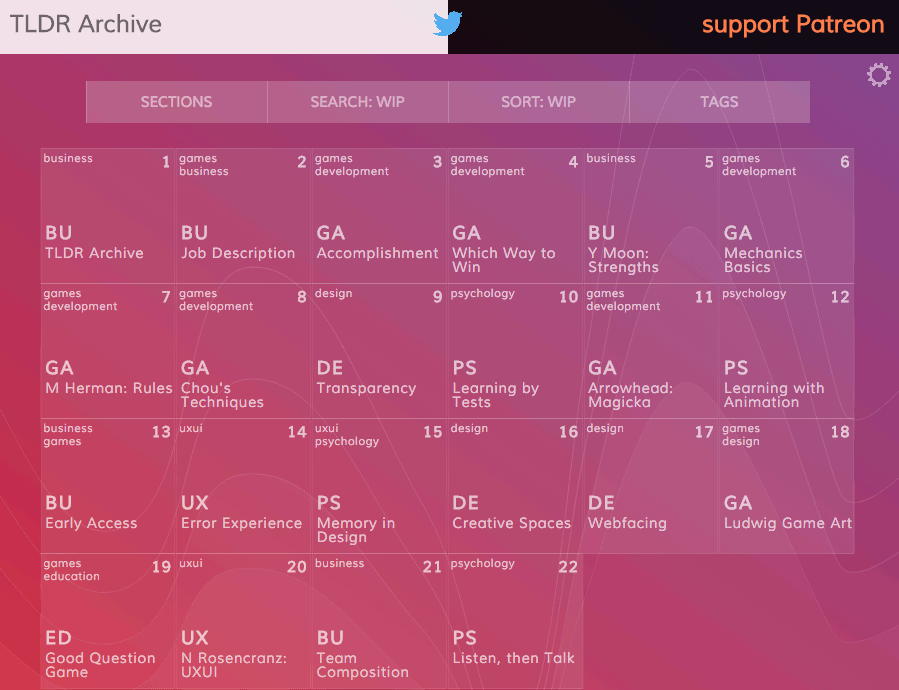 TLDR Archive
support Patreon
SECTIONS
SEARCH: WIP
SORT: WIP
TAGS
business
1
BU
TLDR Archive
games
business
2
BU
Job Description
games
development
3
GA
Accomplishment
games
development
4
GA
Which Way to
Win
business
5
BU
Y Moon:
Strengths
games
development
6
GA
Mechanics
Basics
games
development
7
GA
M Herman: Rules
games
development
8
GA
Chou's
Techniques
design
9
DE
Transparency
psychology
10
PS
Learning by
Tests
games
development
11
GA
Arrowhead:
Magicka
psychology
12
PS
Learning with
Animation
business
games
13
BU
Early Access
uxui
14
UX
Error Experience
uxui
psychology
15
PS
Memory in
Design
design
16
DE
Creative Spaces
design
17
DE
Webfacing
games
design
18
GA
Ludwig Game Art
games
education
19
ED
Good Question
Game
uxui
20
UX
N Rosencranz:
UXUI
business
21
BU
Team
Composition
psychology
22
PS
Listen, then Talk